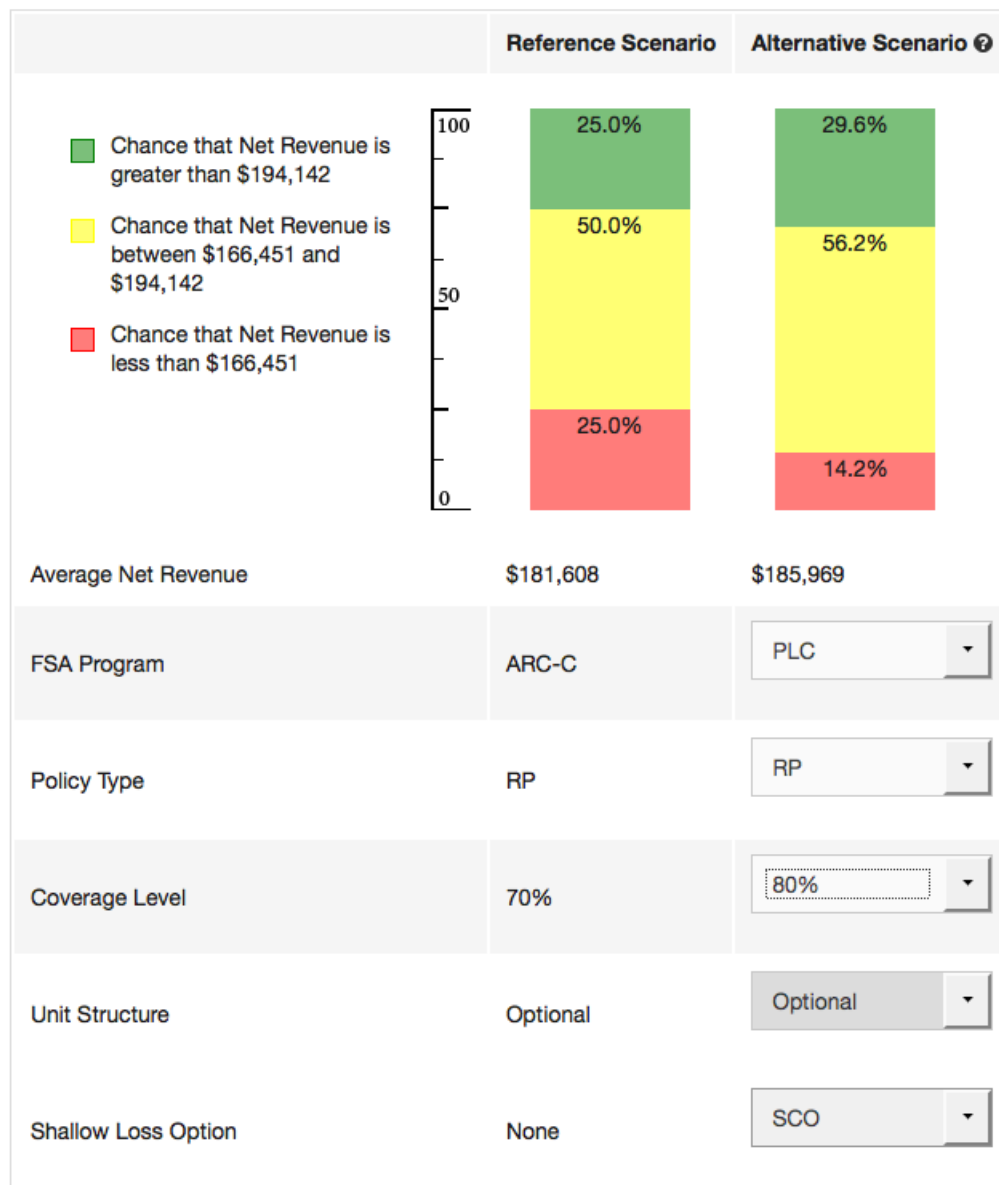 Reference Scenario
Alternative Scenario ?
Chance that Net Revenue is
greater than $194,142
Chance that Net Revenue is
between $166,451 and
$194,142
Chance that Net Revenue is
less than $166,451
100
50
0
25.0%
50.0%
25.0%
29.6%
56.2%
14.2%
Average Net Revenue
$181,608
$185,969
FSA Program
ARC-C
PLC
Policy Type
RP
RP
Coverage Level
70%
80%
Unit Structure
Optional
Optional
Shallow Loss Option
None
SCO